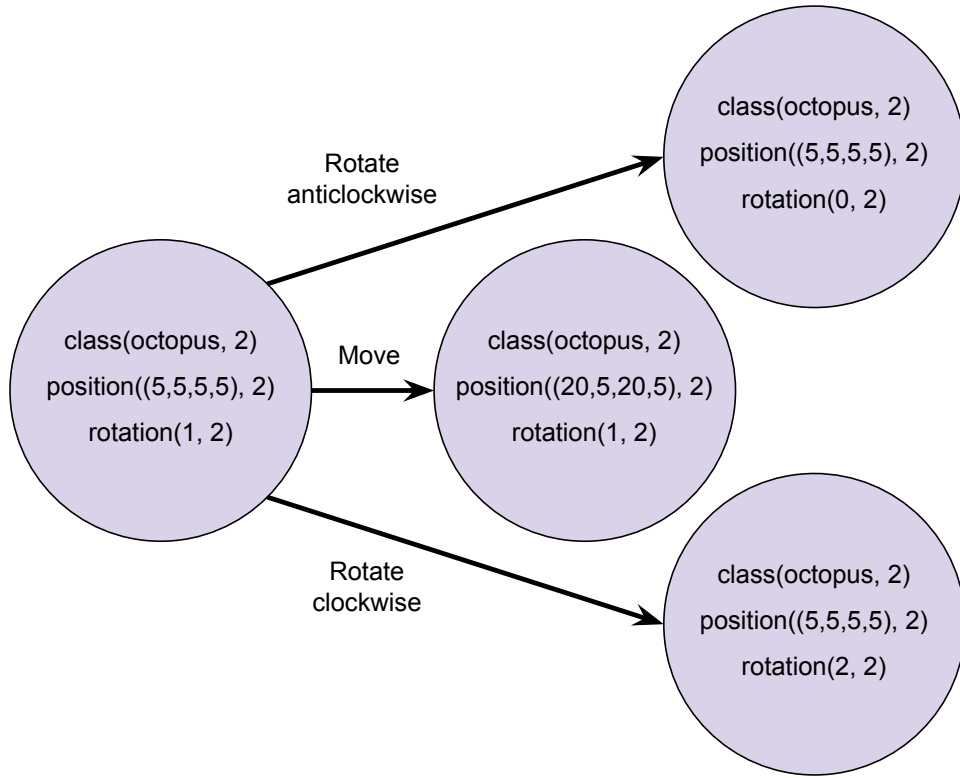 class(octopus, 2)
position((5,5,5,5), 2)
rotation(0, 2)
Rotate
anticlockwise
class(octopus, 2)
position((5,5,5,5), 2)
rotation(1, 2)
Move
class(octopus, 2)
position((20,5,20,5), 2)
rotation(1, 2)
Rotate
clockwise
class(octopus, 2)
position((5,5,5,5), 2)
rotation(2, 2)